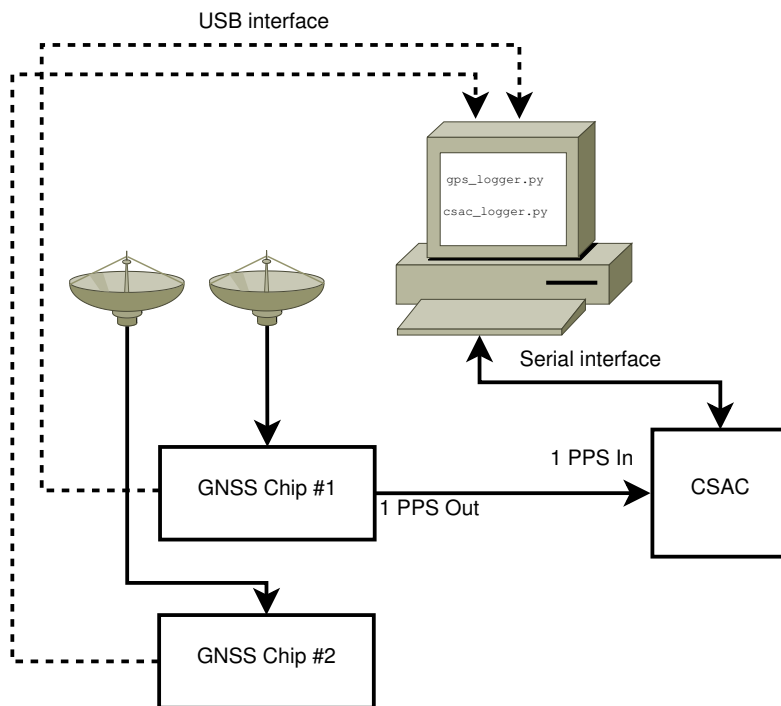 USB interface
gps_logger.py
csac_logger.py
Serial interface
1 PPS In
GNSS Chip #1
CSAC
1 PPS Out
GNSS Chip #2